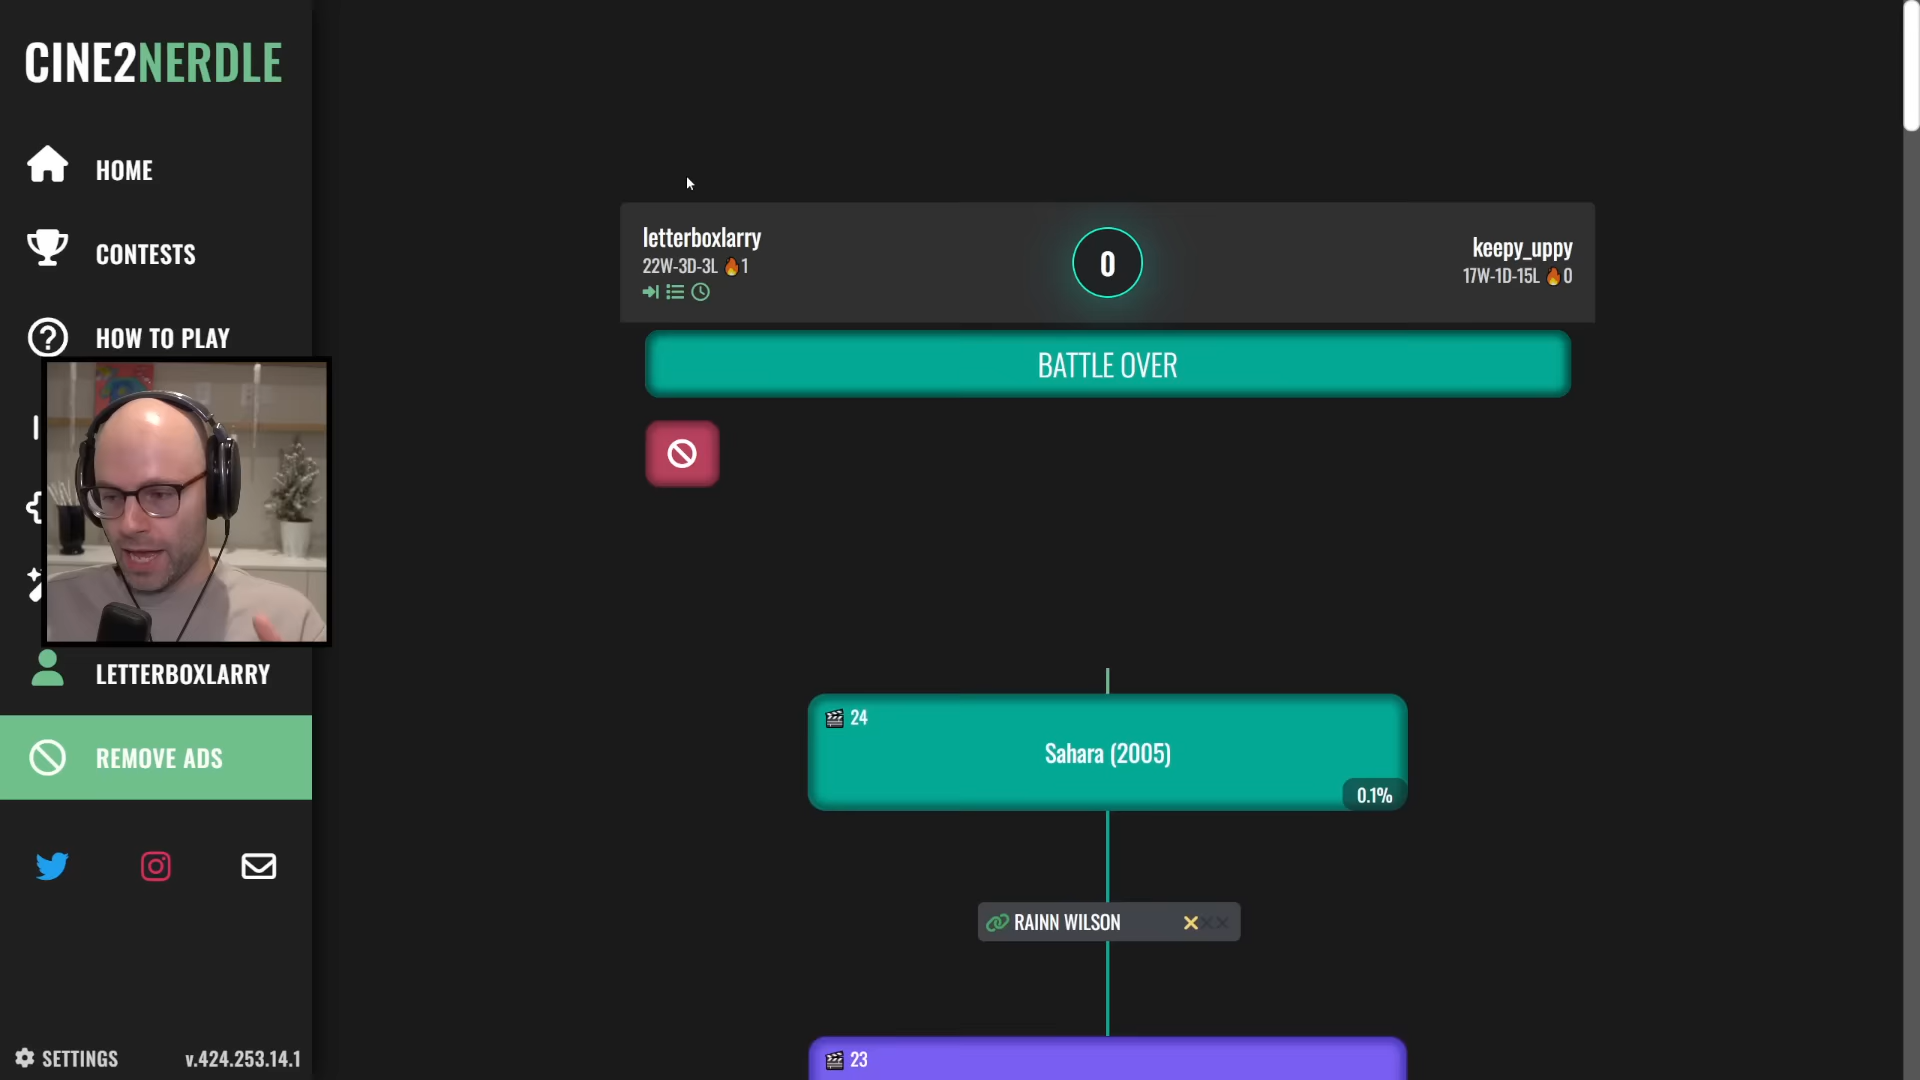 CINE2NERDLE
HOME
CONTESTS
HOW TO PLAY
LETTERBOXLARRY
REMOVE ADS
SETTINGS
v.424.253.14.1
letterboxlarry
22W-3D-3L 🔥1
0
keepy_uppy
17W-1D-15L 🔥0
BATTLE OVER
24
Sahara (2005)
0.1%
RAINN WILSON
23